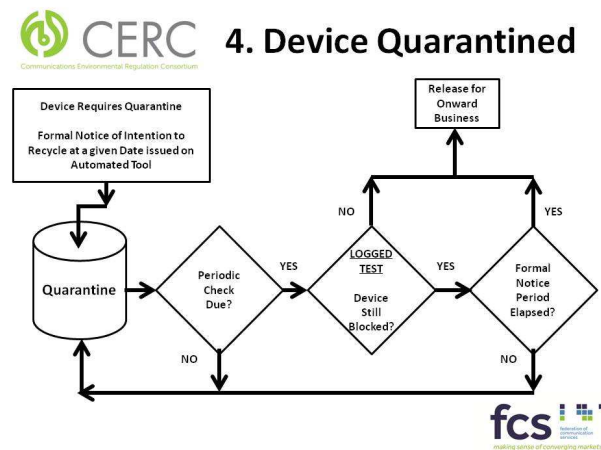 CERC
Communications Environmental Regulation Consortium
4. Device Quarantined
Device Requires Quarantine
Formal Notice of Intention to
Recycle at a given Date issued on
Automated Tool
Release for
Onward
Business
NO
YES
Quarantine
Periodic
Check
Due?
YES
LOGGED
TEST
Device
Still
Blocked?
YES
Formal
Notice
Period
Elapsed?
NO
NO
fcs
federation of
communication
services
making sense of converging markets